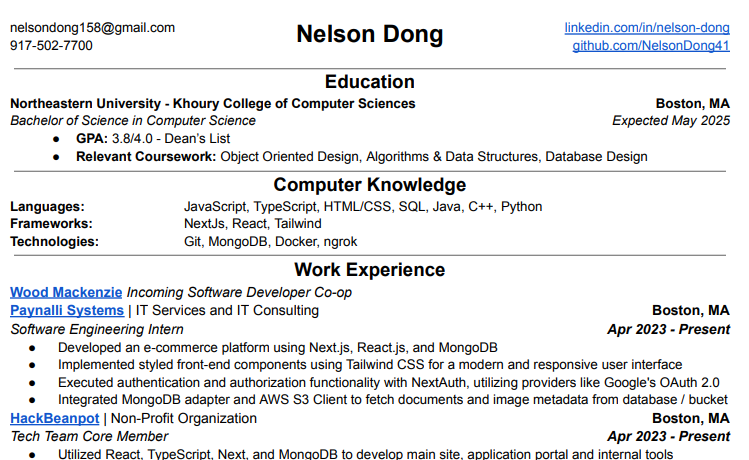 nelsondong158@gmail.com
917-502-7700
Nelson Dong
linkedin.com/in/nelson-dong
github.com/NelsonDong41
Education
Northeastern University - Khoury College of Computer Sciences Boston, MA
Bachelor of Science in Computer Science Expected May 2025
● GPA: 3.8/4.0 - Dean’s List
● Relevant Coursework: Object Oriented Design, Algorithms & Data Structures, Database Design
Computer Knowledge
Languages: JavaScript, TypeScript, HTML/CSS, SQL, Java, C++, Python
Frameworks: NextJs, React, Tailwind
Technologies: Git, MongoDB, Docker, ngrok
Work Experience
Wood Mackenzie Incoming Software Developer Co-op
Paynalli Systems | IT Services and IT Consulting Boston, MA
Software Engineering Intern Apr 2023 - Present
● Developed an e-commerce platform using Next.js, React.js, and MongoDB
● Implemented styled front-end components using Tailwind CSS for a modern and responsive user interface
● Executed authentication and authorization functionality with NextAuth, utilizing providers like Google's OAuth 2.0
● Integrated MongoDB adapter and AWS S3 Client to fetch documents and image metadata from database / bucket
HackBeanpot | Non-Profit Organization Boston, MA
Tech Team Core Member Apr 2023 - Present
● Utilized React, TypeScript, Next, and MongoDB to develop main site, application portal and internal tools